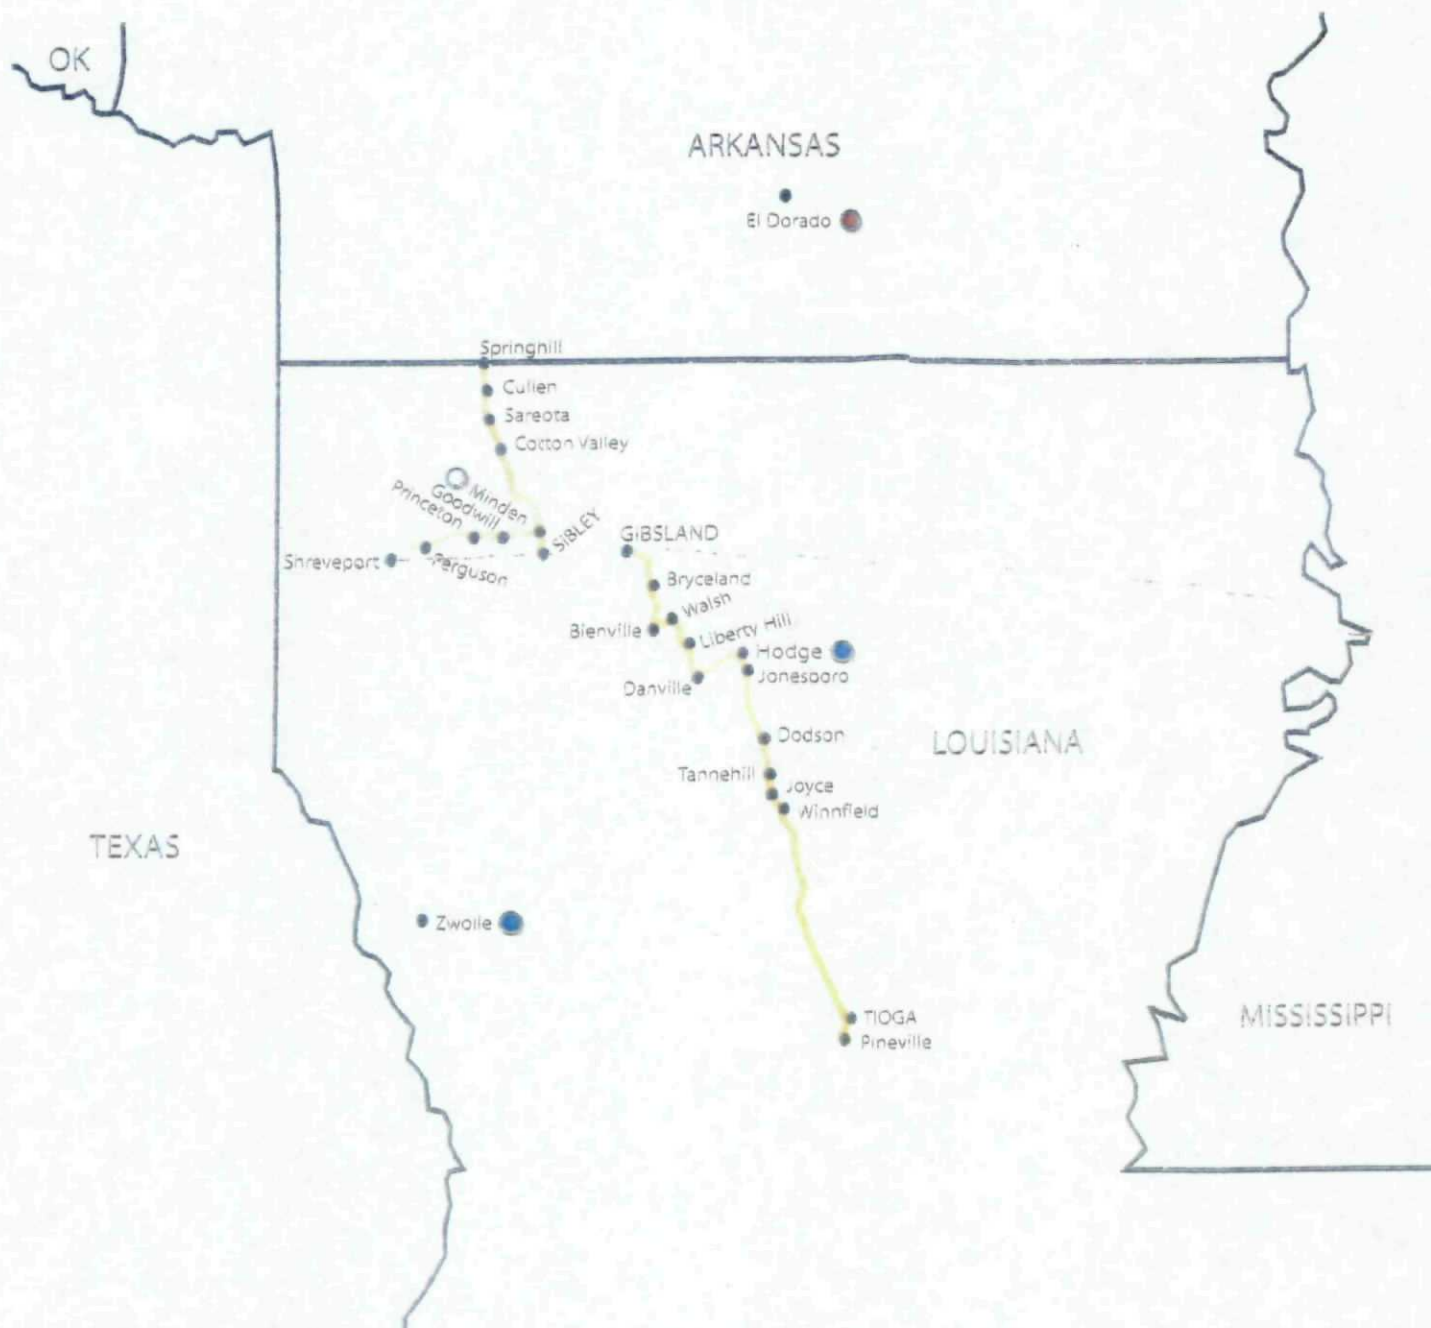 OK
ARKANSAS
El Dorado
Springhill
Cullen
Sareota
Cotton Valley
Minden
Goodwill
Princeton
SIBLEY
GIBSLAND
Shreveport
Ferguson
Bryceland
Walsh
Bienville
Liberty Hill
Hodge
Jonesboro
Danville
Dodson
LOUISIANA
Tannehill
Joyce
Winnfield
TEXAS
Zwolle
TIOGA
MISSISSIPPI
Pineville